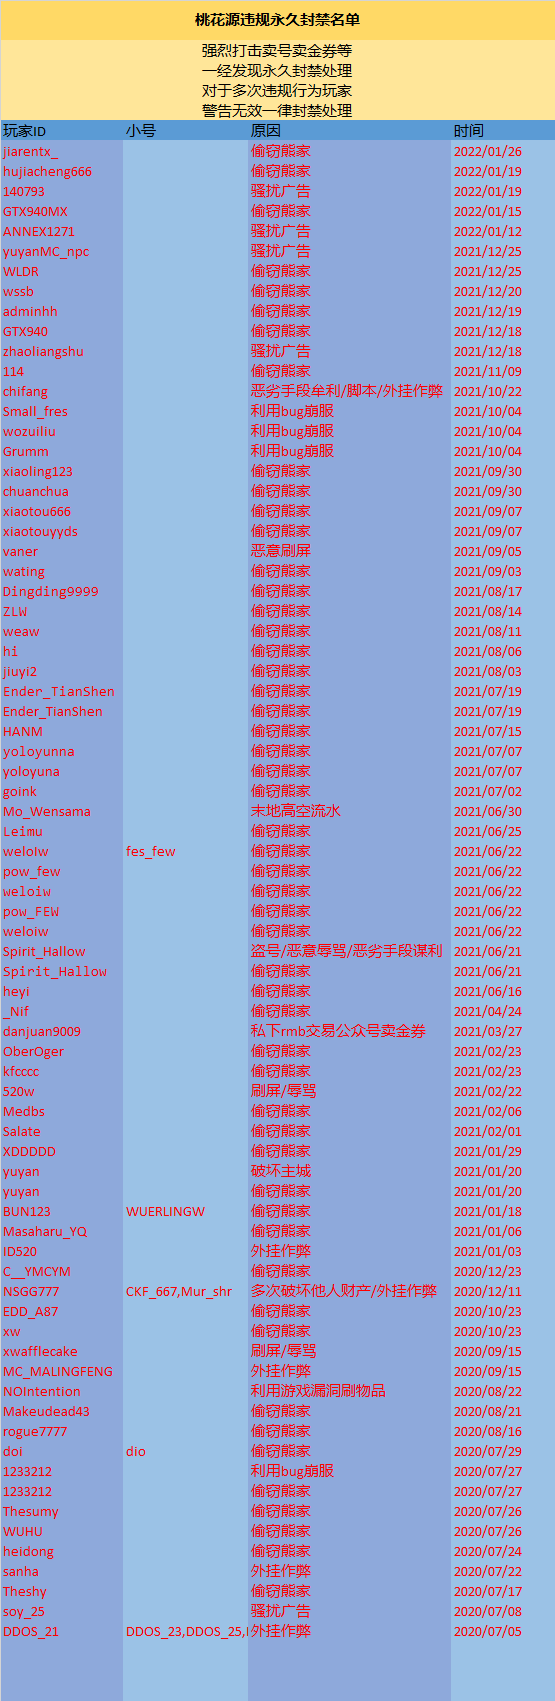 桃花源违规永久封禁名单
强烈打击卖号卖金券等
一经发现永久封禁处理
对于多次违规行为玩家
警告无效一律封禁处理
玩家ID 小号 原因 时间
jiarentx_ 偷窃熊家 2022/01/26
hujiacheng666 偷窃熊家 2022/01/19
140793 骚扰广告 2022/01/19
GTX940MX 偷窃熊家 2022/01/15
ANNEX1271 骚扰广告 2022/01/12
yuyanMC_npc 骚扰广告 2021/12/25
WLDR 偷窃熊家 2021/12/25
wssb 偷窃熊家 2021/12/20
adminhh 偷窃熊家 2021/12/19
GTX940 偷窃熊家 2021/12/18
zhaoliangshu 骚扰广告 2021/12/18
114 偷窃熊家 2021/11/09
chifang 恶劣手段牟利/脚本/外挂作弊 2021/10/22
Small_fres 利用bug崩服 2021/10/04
wozuiliu 利用bug崩服 2021/10/04
Grumm 利用bug崩服 2021/10/04
xiaoling123 偷窃熊家 2021/09/30
chuanchua 偷窃熊家 2021/09/30
xiaotou666 偷窃熊家 2021/09/07
xiaotouyyds 偷窃熊家 2021/09/07
vaner 恶意刷屏 2021/09/05
wating 偷窃熊家 2021/09/03
Dingding9999 偷窃熊家 2021/08/17
ZLW 偷窃熊家 2021/08/14
weaw 偷窃熊家 2021/08/11
hi 偷窃熊家 2021/08/06
jiuyi2 偷窃熊家 2021/08/03
Ender_TianShen 偷窃熊家 2021/07/19
Ender_TianShen 偷窃熊家 2021/07/19
HANM 偷窃熊家 2021/07/15
yoloyunna 偷窃熊家 2021/07/07
yoloyuna 偷窃熊家 2021/07/07
goink 偷窃熊家 2021/07/02
Mo_Wensama 末地高空流水 2021/06/30
Leimu 偷窃熊家 2021/06/25
weloIw fes_few 偷窃熊家 2021/06/22
pow_few 偷窃熊家 2021/06/22
weloiw 偷窃熊家 2021/06/22
pow_FEW 偷窃熊家 2021/06/22
weloiw 偷窃熊家 2021/06/22
Spirit_Hallow 盗号/恶意辱骂/恶劣手段谋利 2021/06/21
Spirit_Hallow 偷窃熊家 2021/06/21
heyi 偷窃熊家 2021/06/16
_Nif 偷窃熊家 2021/04/24
danjuan9009 私下rmb交易公众号卖金券 2021/03/27
OberOger 偷窃熊家 2021/02/23
kfcccc 偷窃熊家 2021/02/23
520w 刷屏/辱骂 2021/02/22
Medbs 偷窃熊家 2021/02/06
Salate 偷窃熊家 2021/02/01
XDDDDD 偷窃熊家 2021/01/29
yuyan 破坏主城 2021/01/20
yuyan 偷窃熊家 2021/01/20
BUN123 WUERLINGW 偷窃熊家 2021/01/18
Masaharu_YQ 偷窃熊家 2021/01/06
ID520 外挂作弊 2021/01/03
C__YMCYM 偷窃熊家 2020/12/23
NSGG777 CKF_667,Mur_shr 多次破坏他人财产/外挂作弊 2020/12/11
EDD_A87 偷窃熊家 2020/10/23
xw 偷窃熊家 2020/10/23
xwafflecake 刷屏/辱骂 2020/09/15
MC_MALINGFENG 外挂作弊 2020/09/15
NOIntention 利用游戏漏洞刷物品 2020/08/22
Makeudead43 偷窃熊家 2020/08/21
rogue7777 偷窃熊家 2020/08/16
doi dio 偷窃熊家 2020/07/29
1233212 利用bug崩服 2020/07/27
1233212 偷窃熊家 2020/07/27
Thesumy 偷窃熊家 2020/07/26
WUHU 偷窃熊家 2020/07/26
heidong 偷窃熊家 2020/07/24
sanha 外挂作弊 2020/07/22
Theshy 偷窃熊家 2020/07/17
soy_25 骚扰广告 2020/07/08
DDOS_21 DDOS_23,DDOS_25, 外挂作弊 2020/07/05